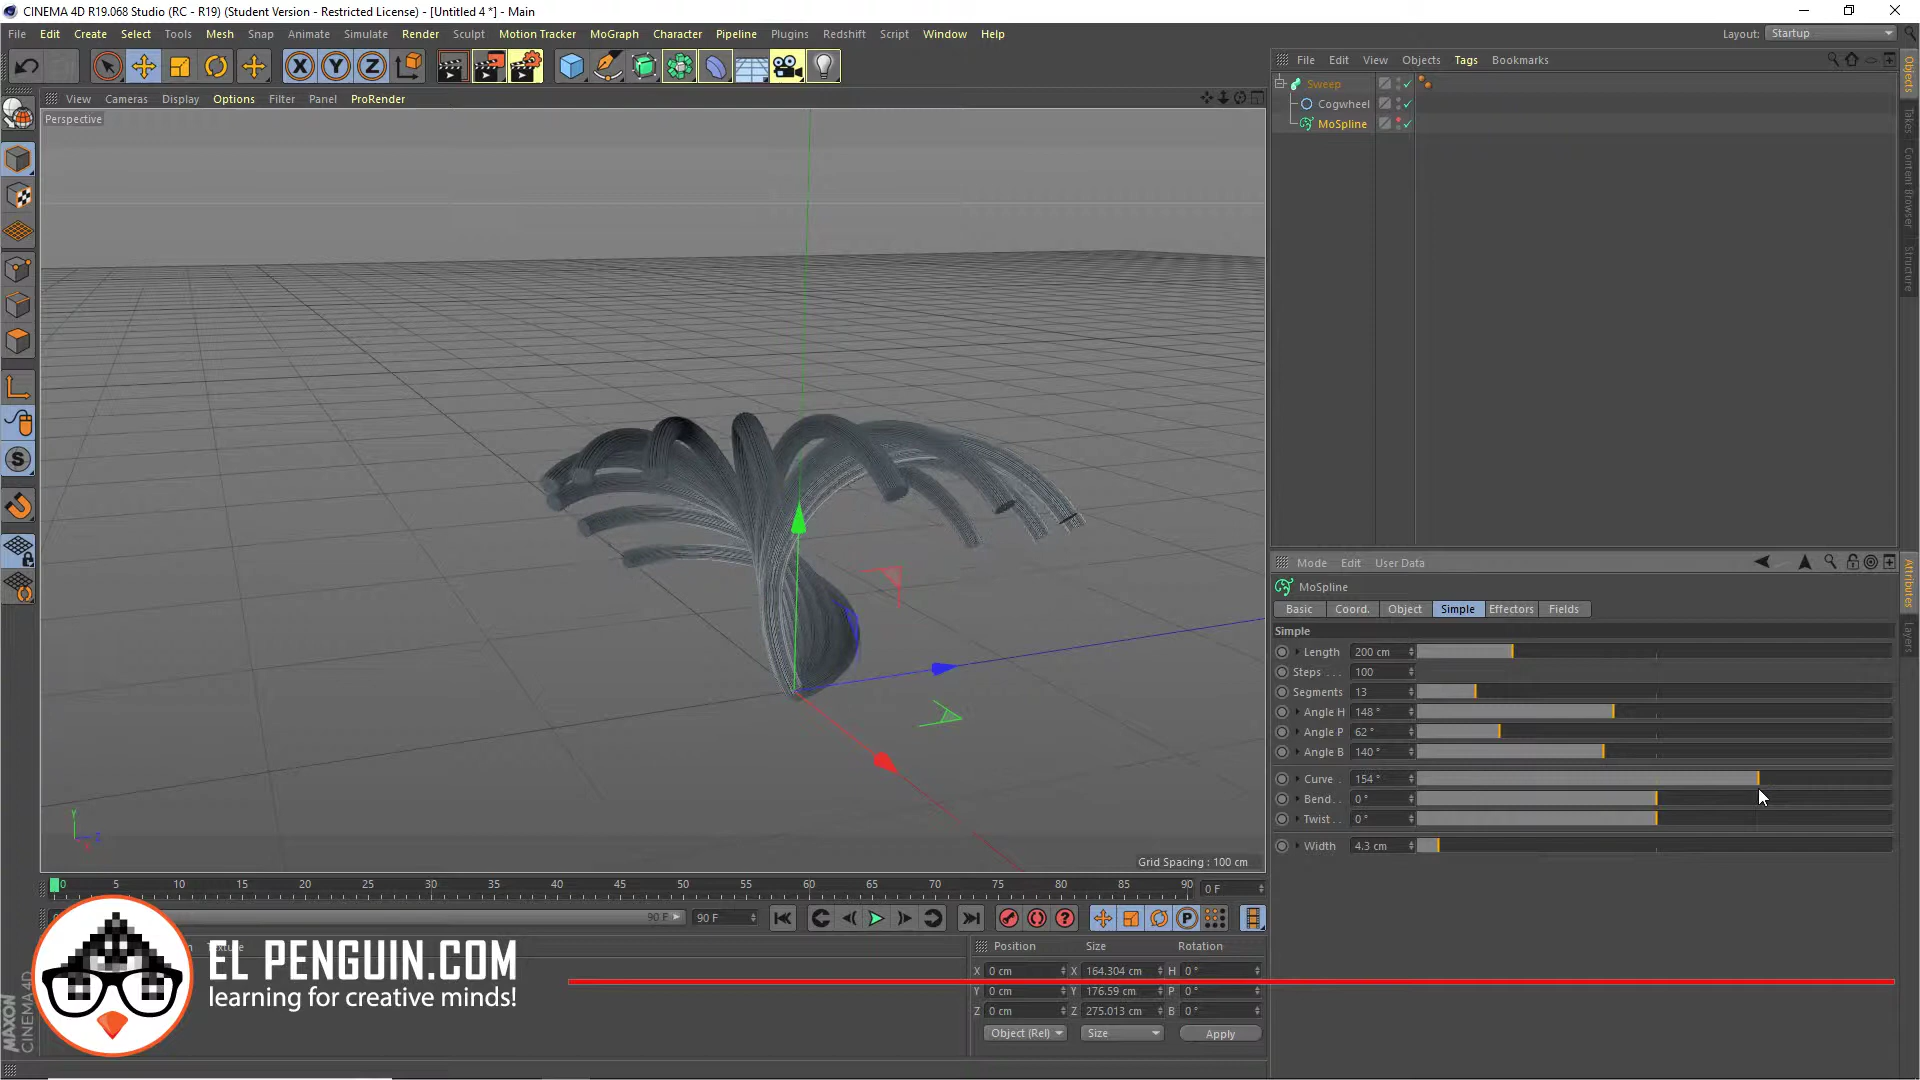 CINEMA 4D R19.068 Studio (RC - R19) (Student Version - Restricted License) - [Untitled 4 *] - Main
File Edit Create Select Tools Mesh Snap Animate Simulate Render Sculpt Motion Tracker MoGraph Character Pipeline Plugins Redshift Script Window Help
Layout: Startup
File Edit View Objects Tags Bookmarks
Sweep
Cogwheel
MoSpline
View Cameras Display Options Filter Panel ProRender
Perspective
Objects
Takes
Content Browser
Structure
Mode Edit User Data
MoSpline
Basic Coord. Object Simple Effectors Fields
Simple
Length 200 cm
Steps . . . 100
Segments 13
Angle H 148 °
Angle P 62 °
Angle B 140 °
Curve . 154 °
Bend . . 0 °
Twist . . 0 °
Width 4.3 cm
Attributes
Layers
Y
Grid Spacing : 100 cm
0 5 10 15 20 25 30 35 40 45 50 55 60 65 70 75 80 85 90
0 F
90 F
90 F
Position Size Rotation
X 0 cm X 164.304 cm H 0 °
Y 0 cm Y 176.59 cm P 0 °
Z 0 cm Z 275.013 cm B 0 °
Object (Rel) Size Apply
EL PENGUIN.COM
learning for creative minds!
MAXON
CINEMA 4D